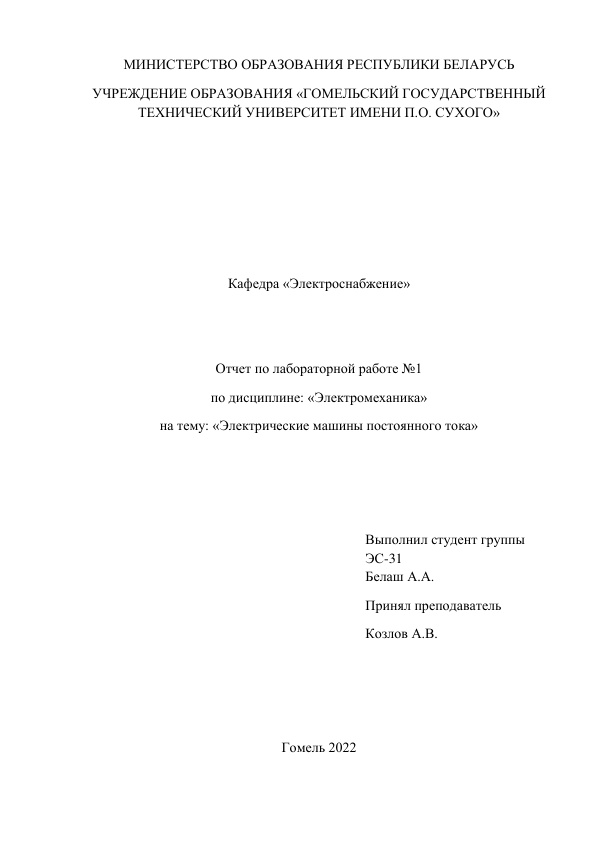 МИНИСТЕРСТВО ОБРАЗОВАНИЯ РЕСПУБЛИКИ БЕЛАРУСЬ
УЧРЕЖДЕНИЕ ОБРАЗОВАНИЯ «ГОМЕЛЬСКИЙ ГОСУДАРСТВЕННЫЙ
ТЕХНИЧЕСКИЙ УНИВЕРСИТЕТ ИМЕНИ П.О. СУХОГО»
Кафедра «Электроснабжение»
Отчет по лабораторной работе №1
по дисциплине: «Электромеханика»
на тему: «Электрические машины постоянного тока»
Выполнил студент группы
ЭС-31
Белаш А.А.
Принял преподаватель
Козлов А.В.
Гомель 2022